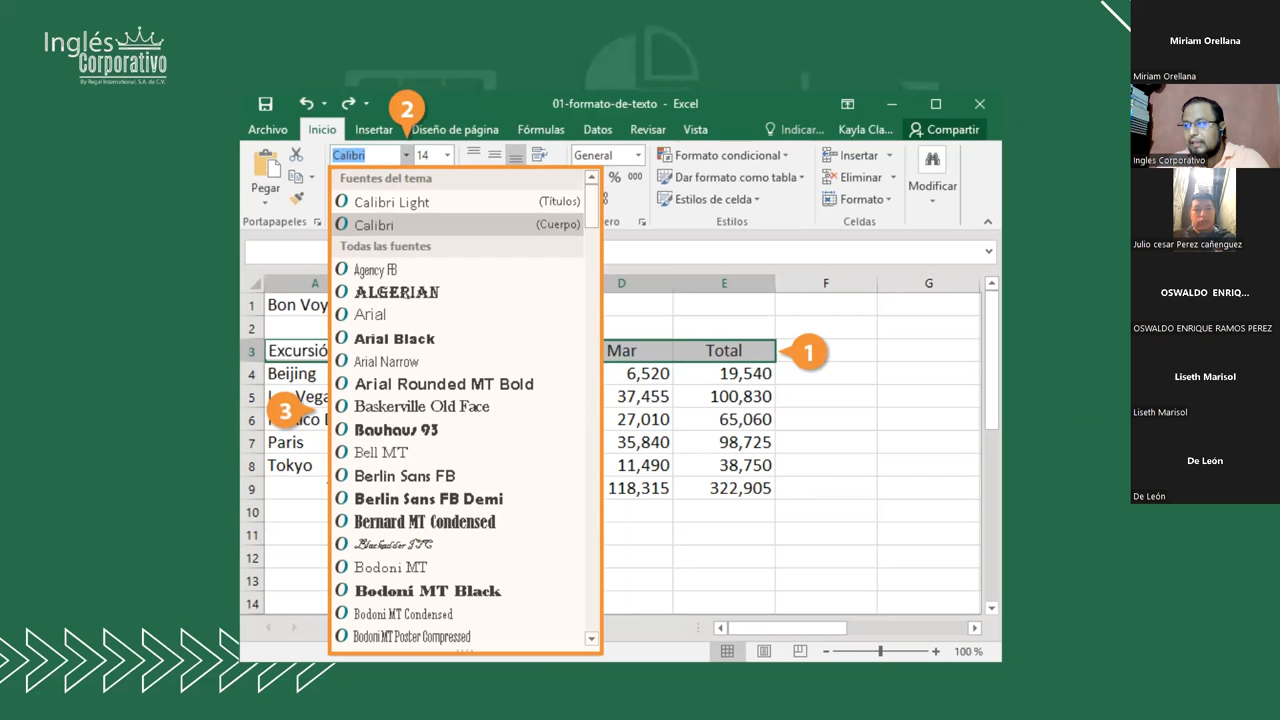 Inglés
Corporativo
By Regal International, S.A. de C.V.
01-formato-de-texto - Excel
2
Archivo Inicio Insertar Diseño de página Fórmulas Datos Revisar Vista Indicar... Kayla Cla... Compartir
Calibri 14 General Formato condicional Insertar
Pegar % 000 Dar formato como tabla Eliminar Modificar
Estilos de celda Formato
Portapapeles Estilos Celdas
Fuentes del tema
Calibri Light (Títulos)
Calibri (Cuerpo)
Todas las fuentes
Agency FB
ALGERIAN
Arial
Arial Black
Arial Narrow
Arial Rounded MT Bold
Baskerville Old Face
Bauhaus 93
Bell MT
Berlin Sans FB
Berlin Sans FB Demi
Bernard MT Condensed
Blackadder ITC
Bodoni MT
Bodoni MT Black
Bodoni MT Condensed
Bodoni MT Poster Compressed
A D E F G
1 Bon Voy
2
3 Excursió Mar Total 1
4 Beijing 6,520 19,540
5 37,455 100,830
3
6 27,010 65,060
7 Paris 35,840 98,725
8 Tokyo 11,490 38,750
9 118,315 322,905
10
11
12
13
14
100 %
Miriam Orellana
Miriam Orellana
Ingles Corporativo
Julio cesar Perez cañenguez
OSWALDO ENRIQ...
OSWALDO ENRIQUE RAMOS PEREZ
Liseth Marisol
Liseth Marisol
De León
De León